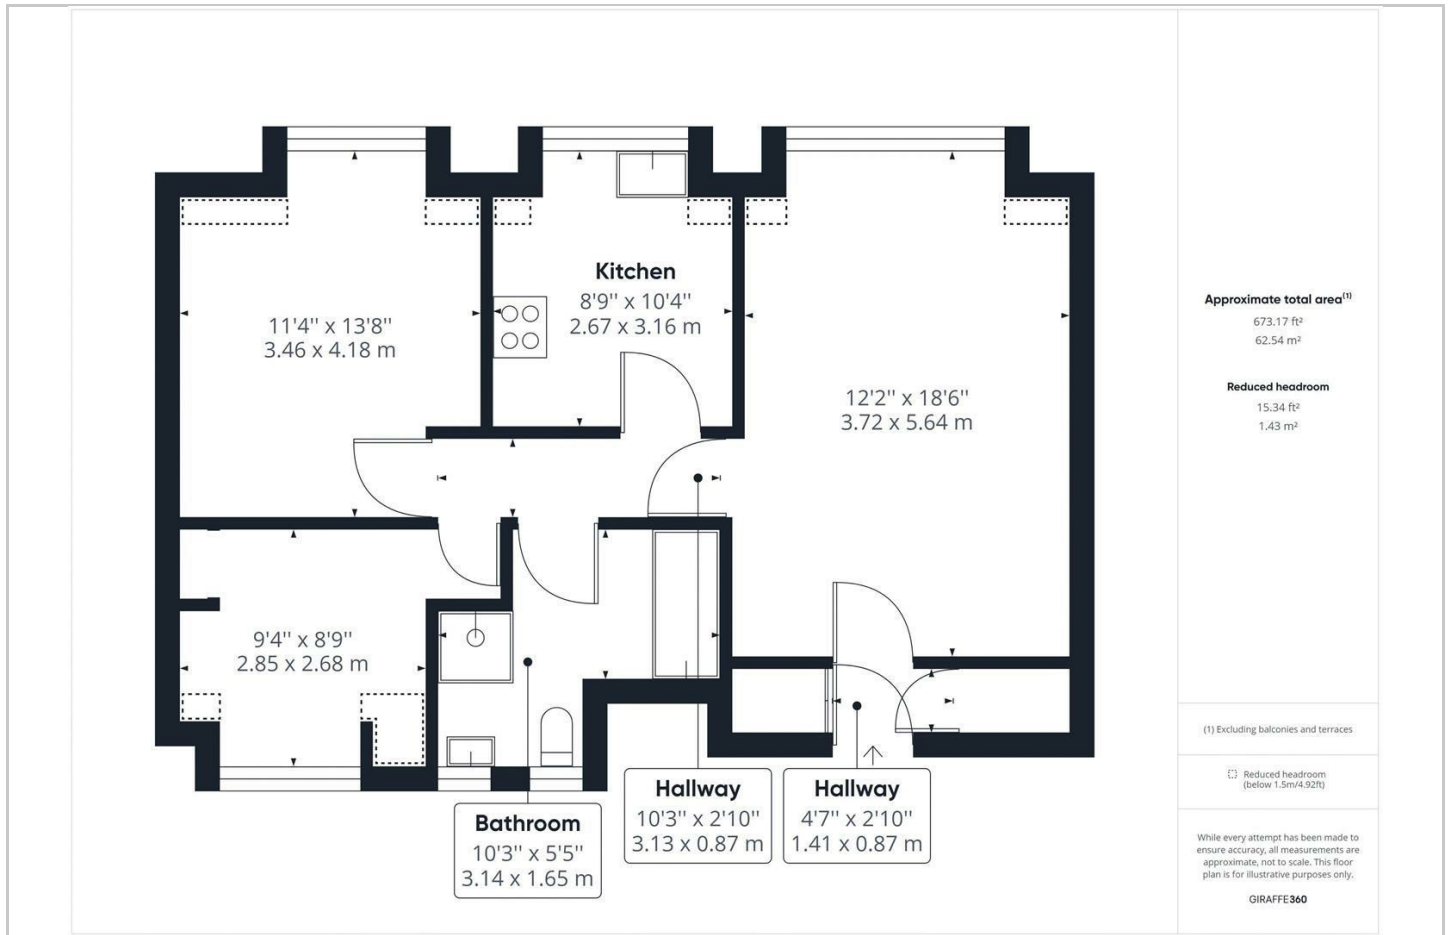 Kitchen
8'9" x 10'4"
2.67 x 3.16 m
11'4" x 13'8"
3.46 x 4.18 m
12'2" x 18'6"
3.72 x 5.64 m
9'4" x 8'9"
2.85 x 2.68 m
Bathroom
10'3" x 5'5"
3.14 x 1.65 m
Hallway
10'3" x 2'10"
3.13 x 0.87 m
Hallway
4'7" x 2'10"
1.41 x 0.87 m
Approximate total area(1)
673.17 ft²
62.54 m²
Reduced headroom
15.34 ft²
1.43 m²
(1) Excluding balconies and terraces
Reduced headroom
(below 1.5m/4.92ft)
While every attempt has been made to
ensure accuracy, all measurements are
approximate, not to scale. This floor
plan is for illustrative purposes only.
GIRAFFE360